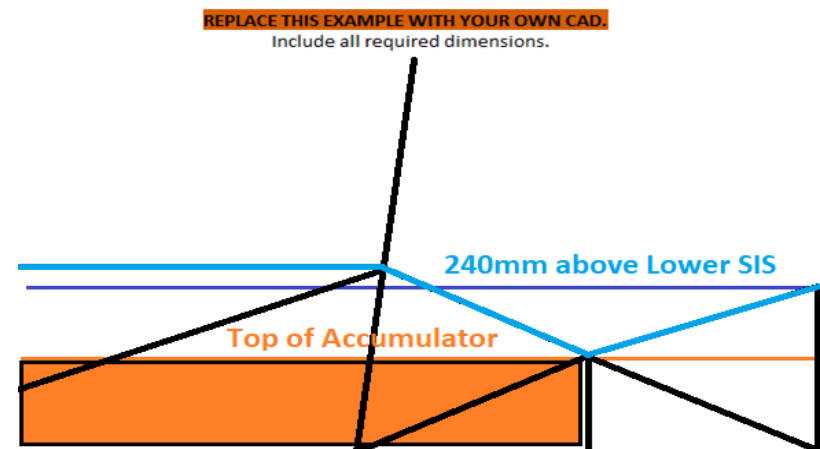 REPLACE THIS EXAMPLE WITH YOUR OWN CAD.
Include all required dimensions.
240mm above Lower SIS
Top of Accumulator